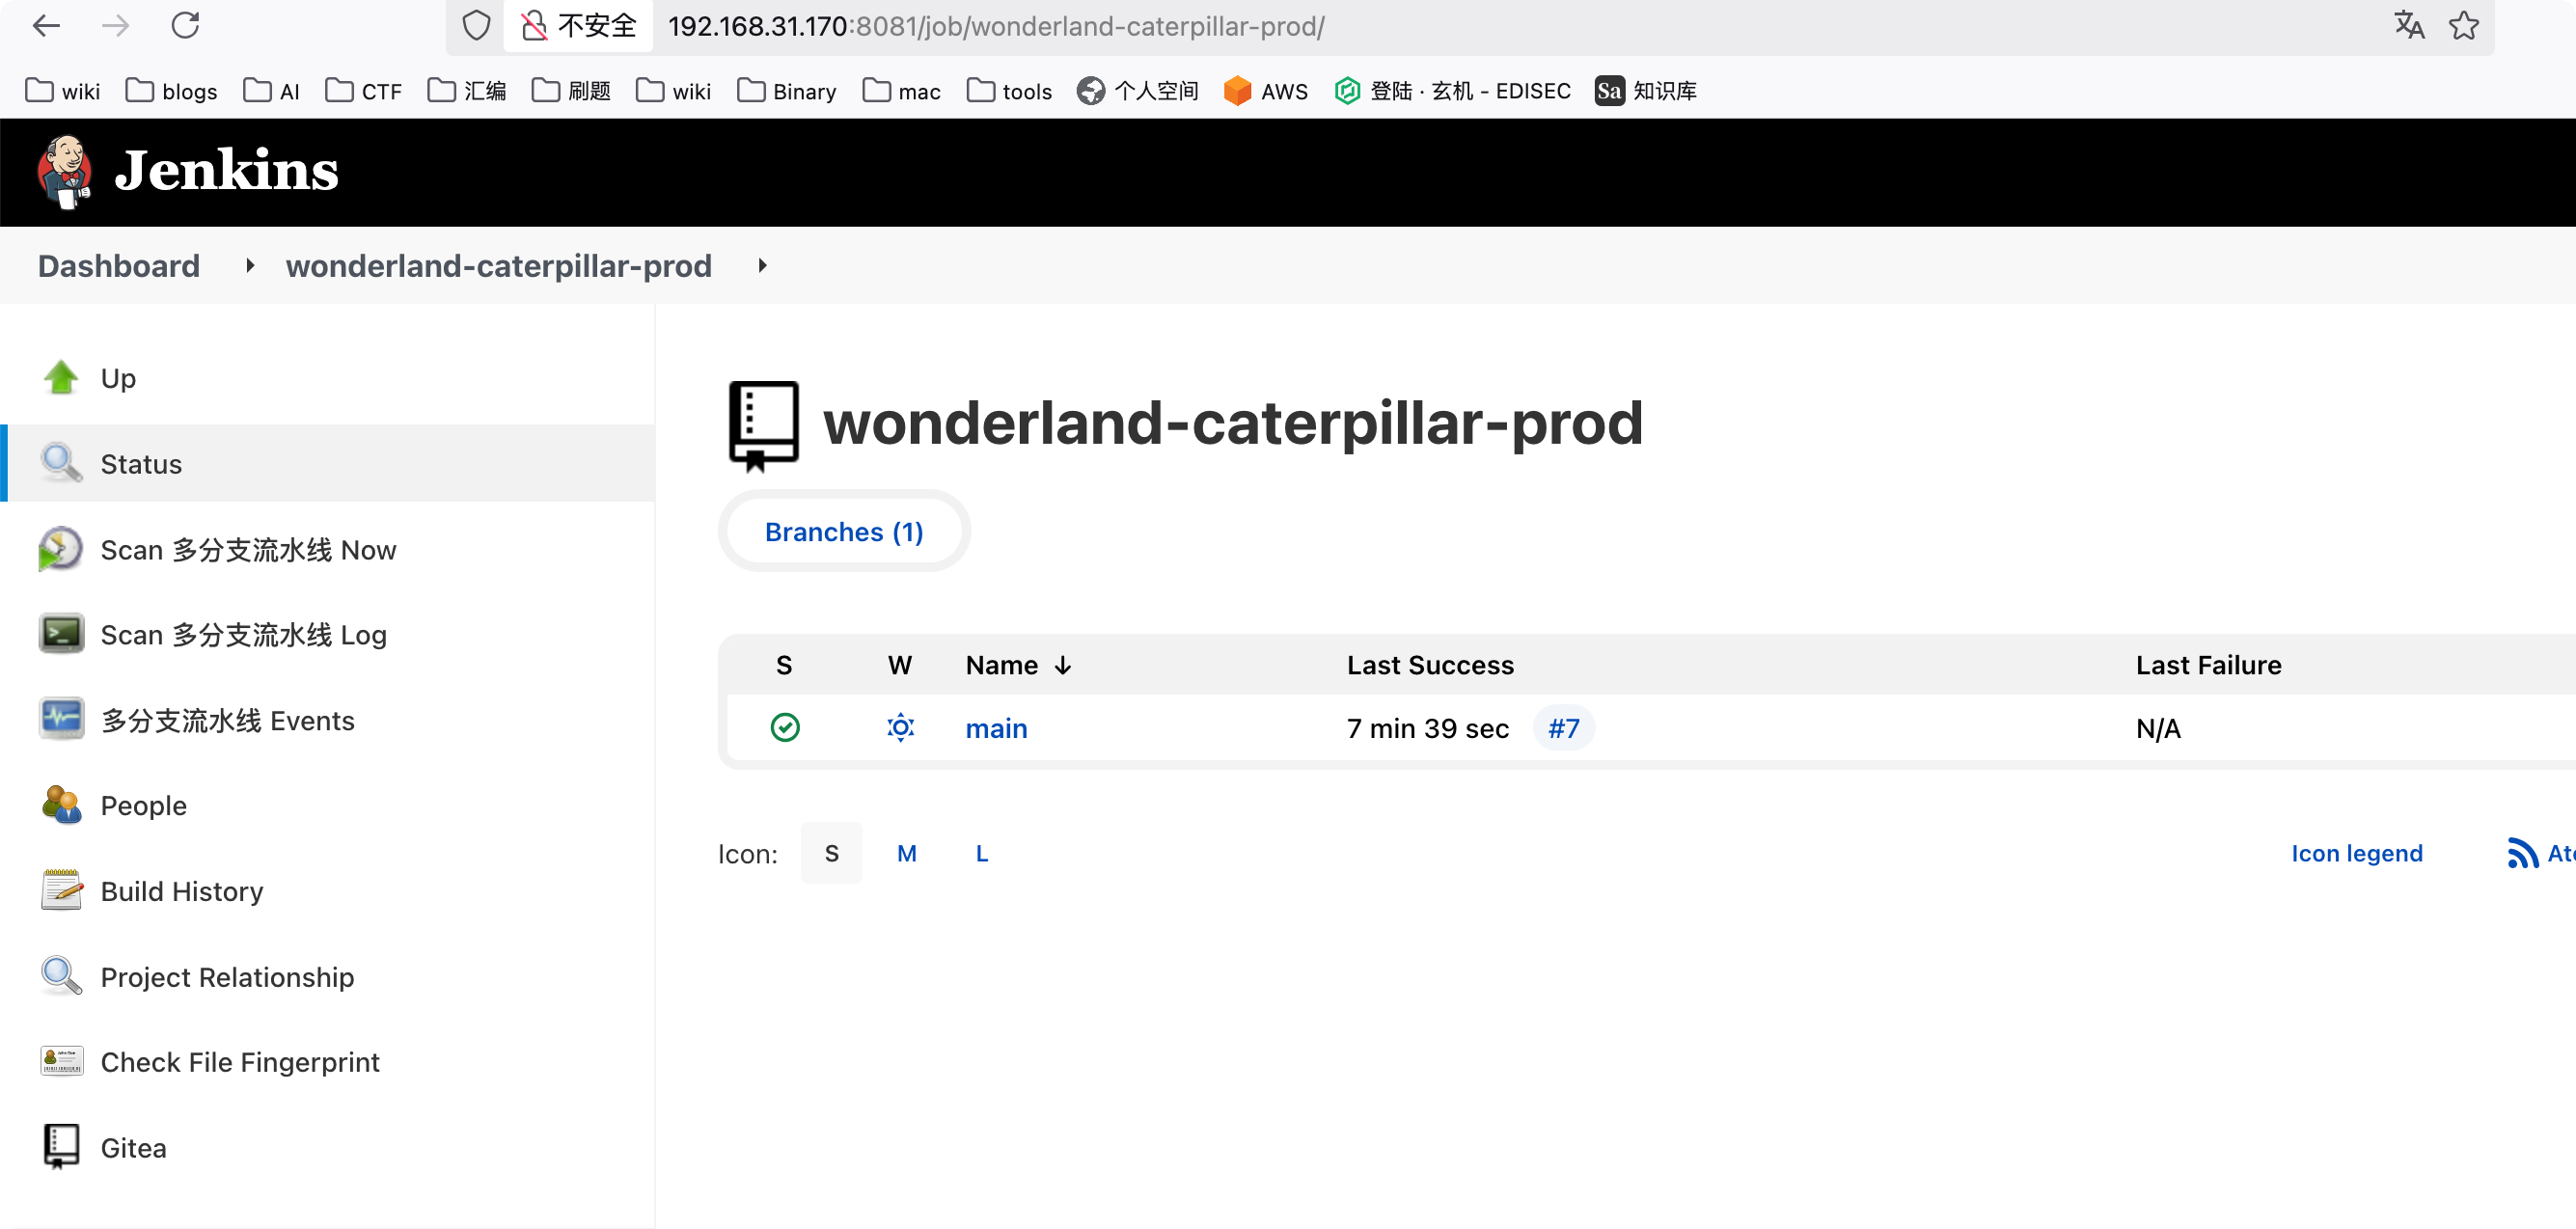 不安全 192.168.31.170:8081/job/wonderland-caterpillar-prod/
wiki blogs AI CTF 汇编 刷题 wiki Binary mac tools 个人空间 AWS 登陆 · 玄机 - EDISEC Sa 知识库
Jenkins
Dashboard wonderland-caterpillar-prod
Up
Status
Scan 多分支流水线 Now
Scan 多分支流水线 Log
多分支流水线 Events
People
Build History
Project Relationship
Check File Fingerprint
Gitea
wonderland-caterpillar-prod
Branches (1)
S W Name ↓ Last Success Last Failure
main 7 min 39 sec #7 N/A
Icon: S M L Icon legend